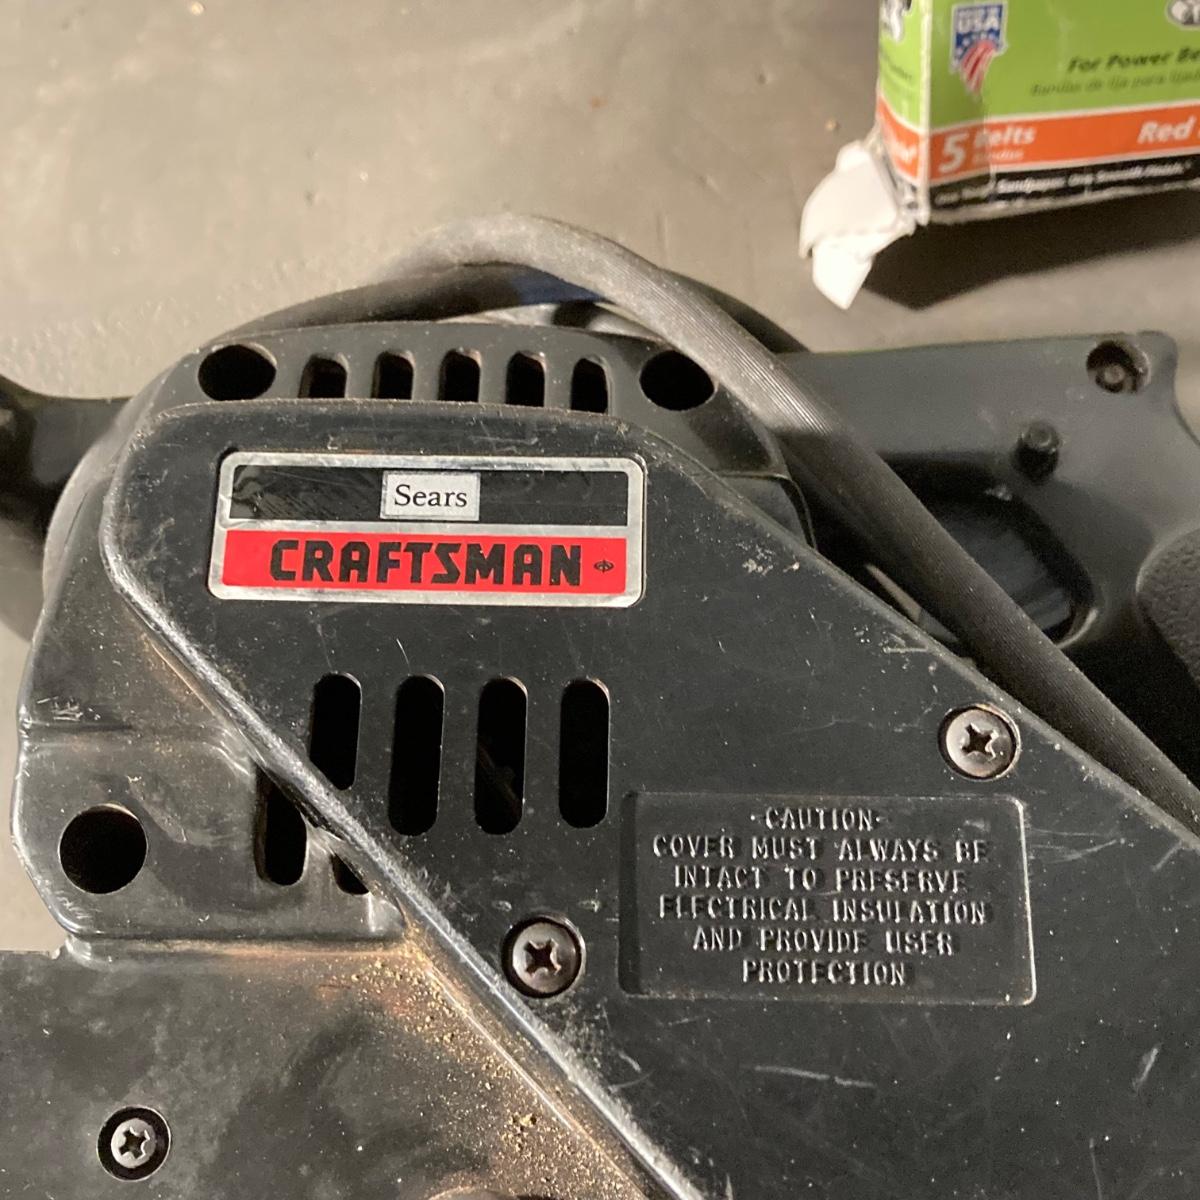 USA
For Power Be
5 Belts
Red
Sears
CRAFTSMAN
·CAUTION·
COVER MUST ALWAYS BE
INTACT TO PRESERVE
ELECTRICAL INSULATION
AND PROVIDE USER
PROTECTION